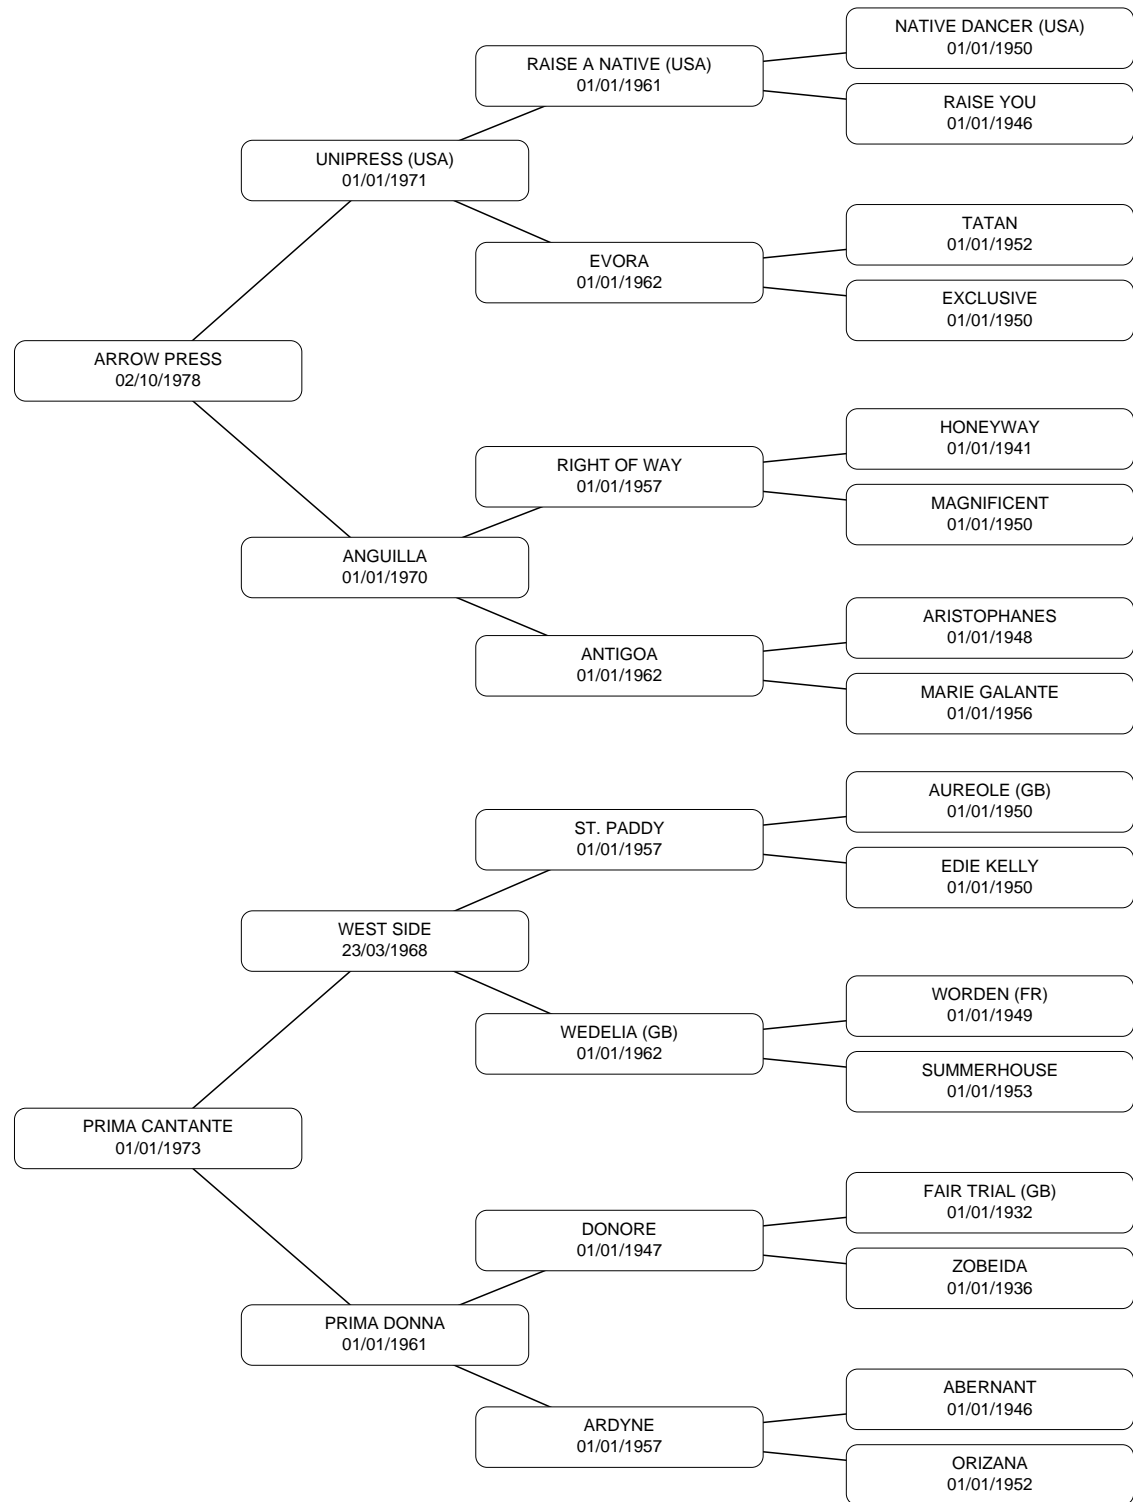 NATIVE DANCER (USA)
01/01/1950
RAISE A NATIVE (USA)
01/01/1961
RAISE YOU
01/01/1946
UNIPRESS (USA)
01/01/1971
TATAN
01/01/1952
EVORA
01/01/1962
EXCLUSIVE
01/01/1950
ARROW PRESS
02/10/1978
HONEYWAY
01/01/1941
RIGHT OF WAY
01/01/1957
MAGNIFICENT
01/01/1950
ANGUILLA
01/01/1970
ARISTOPHANES
01/01/1948
ANTIGOA
01/01/1962
MARIE GALANTE
01/01/1956
AUREOLE (GB)
01/01/1950
ST. PADDY
01/01/1957
EDIE KELLY
01/01/1950
WEST SIDE
23/03/1968
WORDEN (FR)
01/01/1949
WEDELIA (GB)
01/01/1962
SUMMERHOUSE
01/01/1953
PRIMA CANTANTE
01/01/1973
FAIR TRIAL (GB)
01/01/1932
DONORE
01/01/1947
ZOBEIDA
01/01/1936
PRIMA DONNA
01/01/1961
ABERNANT
01/01/1946
ARDYNE
01/01/1957
ORIZANA
01/01/1952